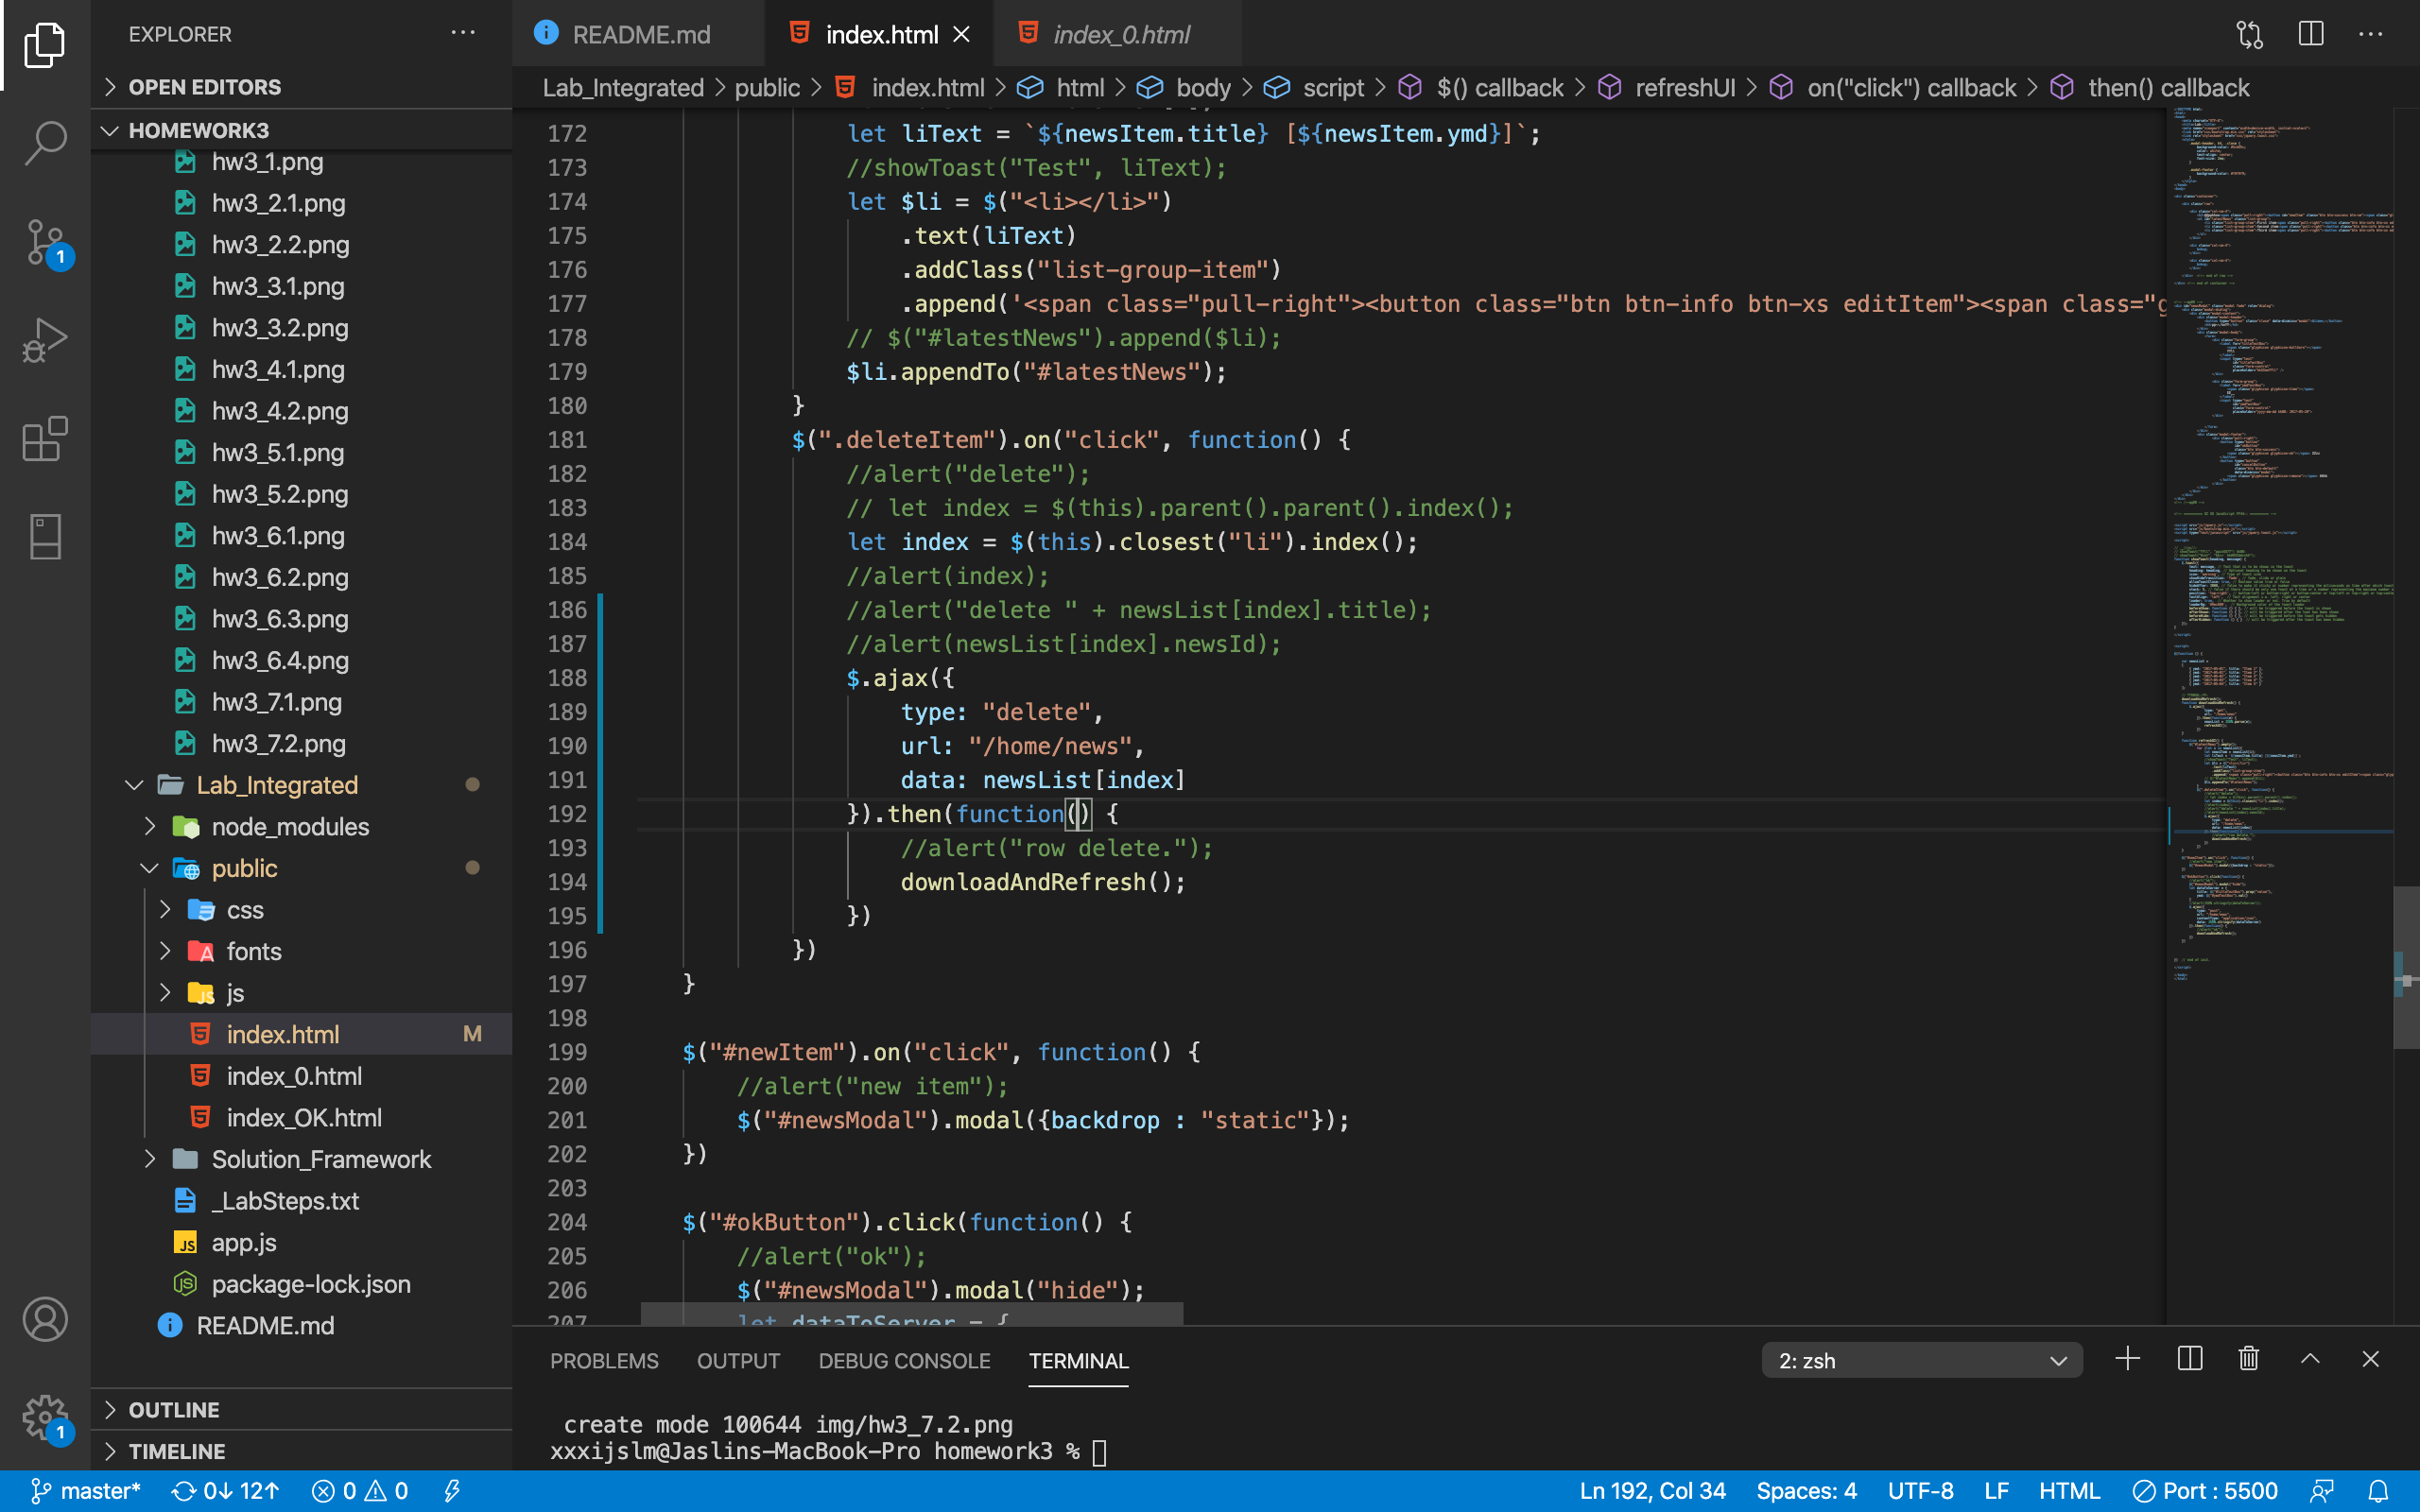 EXPLORER
OPEN EDITORS
HOMEWORK3
hw3_1.png
hw3_2.1.png
hw3_2.2.png
hw3_3.1.png
hw3_3.2.png
hw3_4.1.png
hw3_4.2.png
hw3_5.1.png
hw3_5.2.png
hw3_6.1.png
hw3_6.2.png
hw3_6.3.png
hw3_6.4.png
hw3_7.1.png
hw3_7.2.png
Lab_Integrated
node_modules
public
css
fonts
js
index.html M
index_0.html
index_OK.html
Solution_Framework
_LabSteps.txt
app.js
package-lock.json
README.md
OUTLINE
TIMELINE
1
1
README.md index.html index_0.html
Lab_Integrated > public > index.html > html > body > script > $() callback > refreshUI > on("click") callback > then() callback
172 let liText = `${newsItem.title} [${newsItem.ymd}]`;
173 //showToast("Test", liText);
174 let $li = $("<li></li>")
175 .text(liText)
176 .addClass("list-group-item")
177 .append('<span class="pull-right"><button class="btn btn-info btn-xs editItem"><span class="g
178 // $("#latestNews").append($li);
179 $li.appendTo("#latestNews");
180 }
181 $(".deleteItem").on("click", function() {
182 //alert("delete");
183 // let index = $(this).parent().parent().index();
184 let index = $(this).closest("li").index();
185 //alert(index);
186 //alert("delete " + newsList[index].title);
187 //alert(newsList[index].newsId);
188 $.ajax({
189 type: "delete",
190 url: "/home/news",
191 data: newsList[index]
192 }).then(function() {
193 //alert("row delete.");
194 downloadAndRefresh();
195 })
196 })
197 }
198
199 $("#newItem").on("click", function() {
200 //alert("new item");
201 $("#newsModal").modal({backdrop : "static"});
202 })
203
204 $("#okButton").click(function() {
205 //alert("ok");
206 $("#newsModal").modal("hide");
207 let dataToServer = {
PROBLEMS OUTPUT DEBUG CONSOLE TERMINAL 2: zsh
create mode 100644 img/hw3_7.2.png
xxxijslm@Jaslins-MacBook-Pro homework3 %
master* 0↓ 12↑ 0 0 Ln 192, Col 34 Spaces: 4 UTF-8 LF HTML Port : 5500